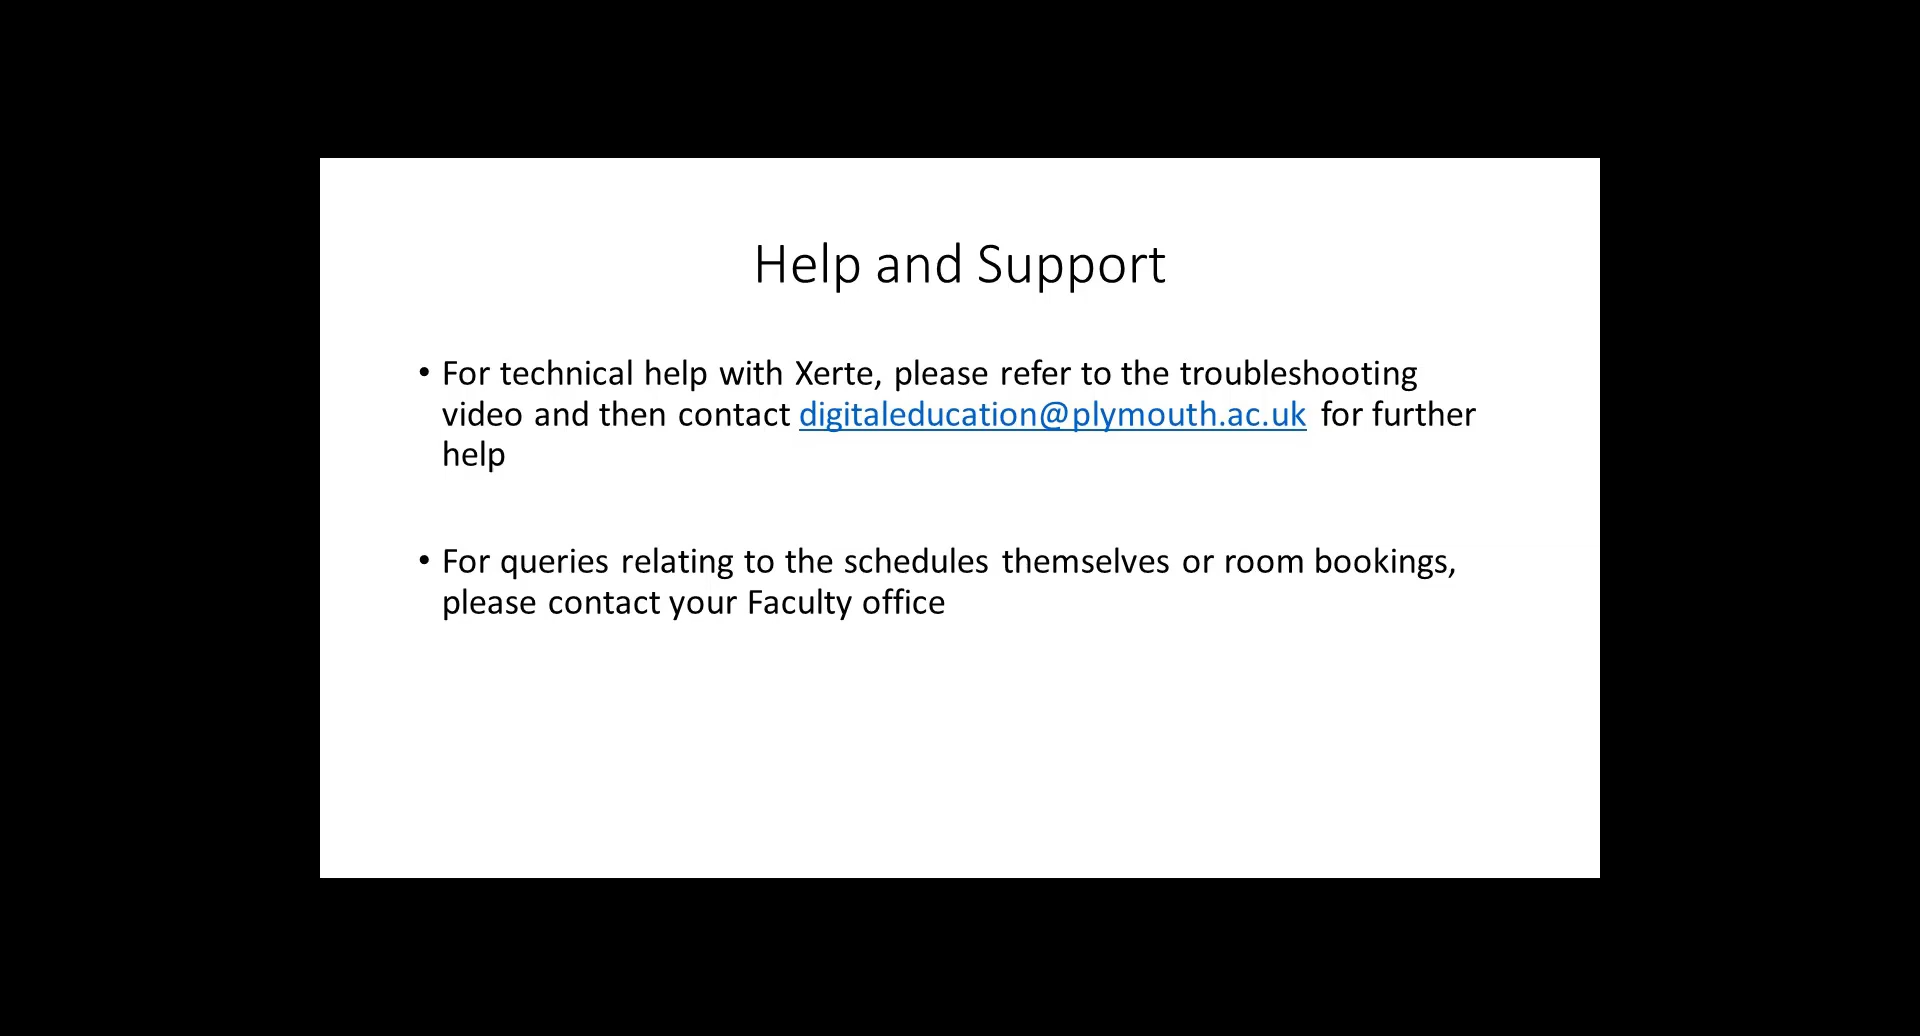 Help and Support
• For technical help with Xerte, please refer to the troubleshooting
video and then contact digitaleducation@plymouth.ac.uk for further
help
• For queries relating to the schedules themselves or room bookings,
please contact your Faculty office